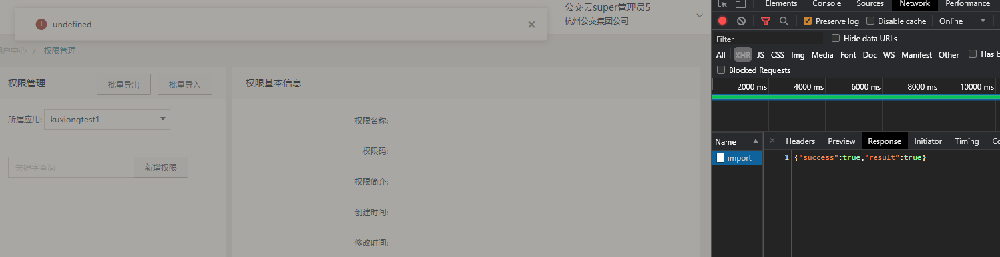 公交云super管理员5
杭州公交集团公司
undefined
用户中心 / 权限管理
权限管理
批量导出
批量导入
所属应用:
kuxiongtest1
关键字查询
新增权限
权限基本信息
权限名称:
权限码:
权限简介:
创建时间:
修改时间:
Elements Console Sources Network Performance
Preserve log Disable cache Online
Filter Hide data URLs
All XHR JS CSS Img Media Font Doc WS Manifest Other Has b
Blocked Requests
2000 ms 4000 ms 6000 ms 8000 ms 10000 ms
Name
import
Headers Preview Response Initiator Timing Co
1 {"success":true,"result":true}